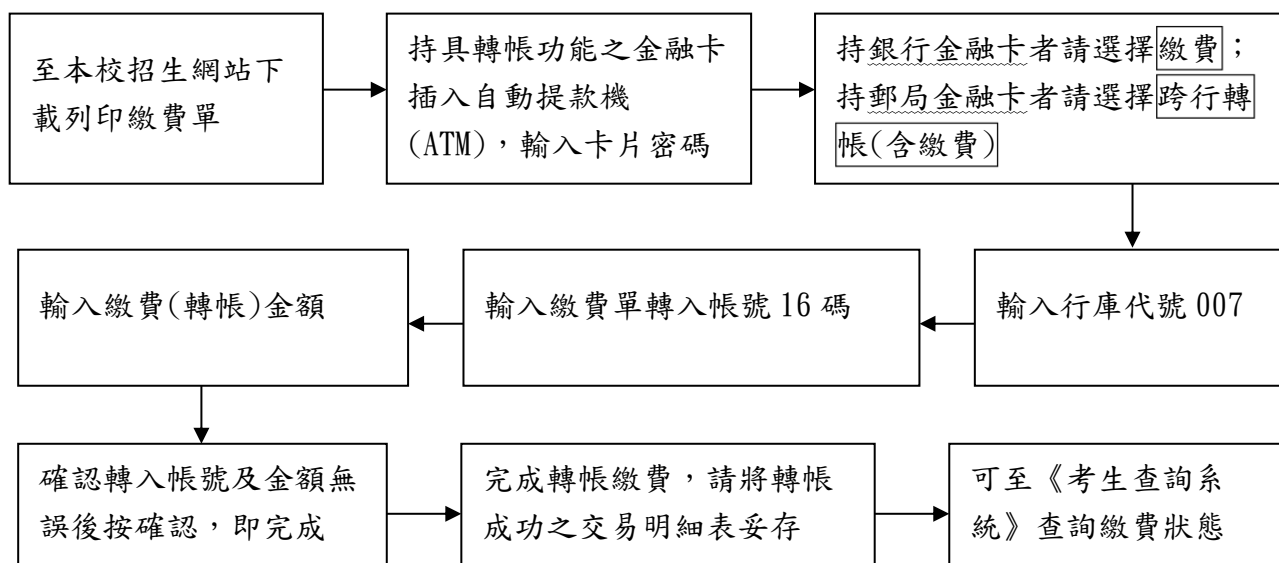 至本校招生網站下
載列印繳費單
持具轉帳功能之金融卡
插入自動提款機
(ATM)，輸入卡片密碼
持銀行金融卡者請選擇繳費；
持郵局金融卡者請選擇跨行轉
帳(含繳費)
輸入行庫代號 007
輸入繳費單轉入帳號 16 碼
輸入繳費(轉帳)金額
確認轉入帳號及金額無
誤後按確認，即完成
完成轉帳繳費，請將轉帳
成功之交易明細表妥存
可至《考生查詢系
統》查詢繳費狀態